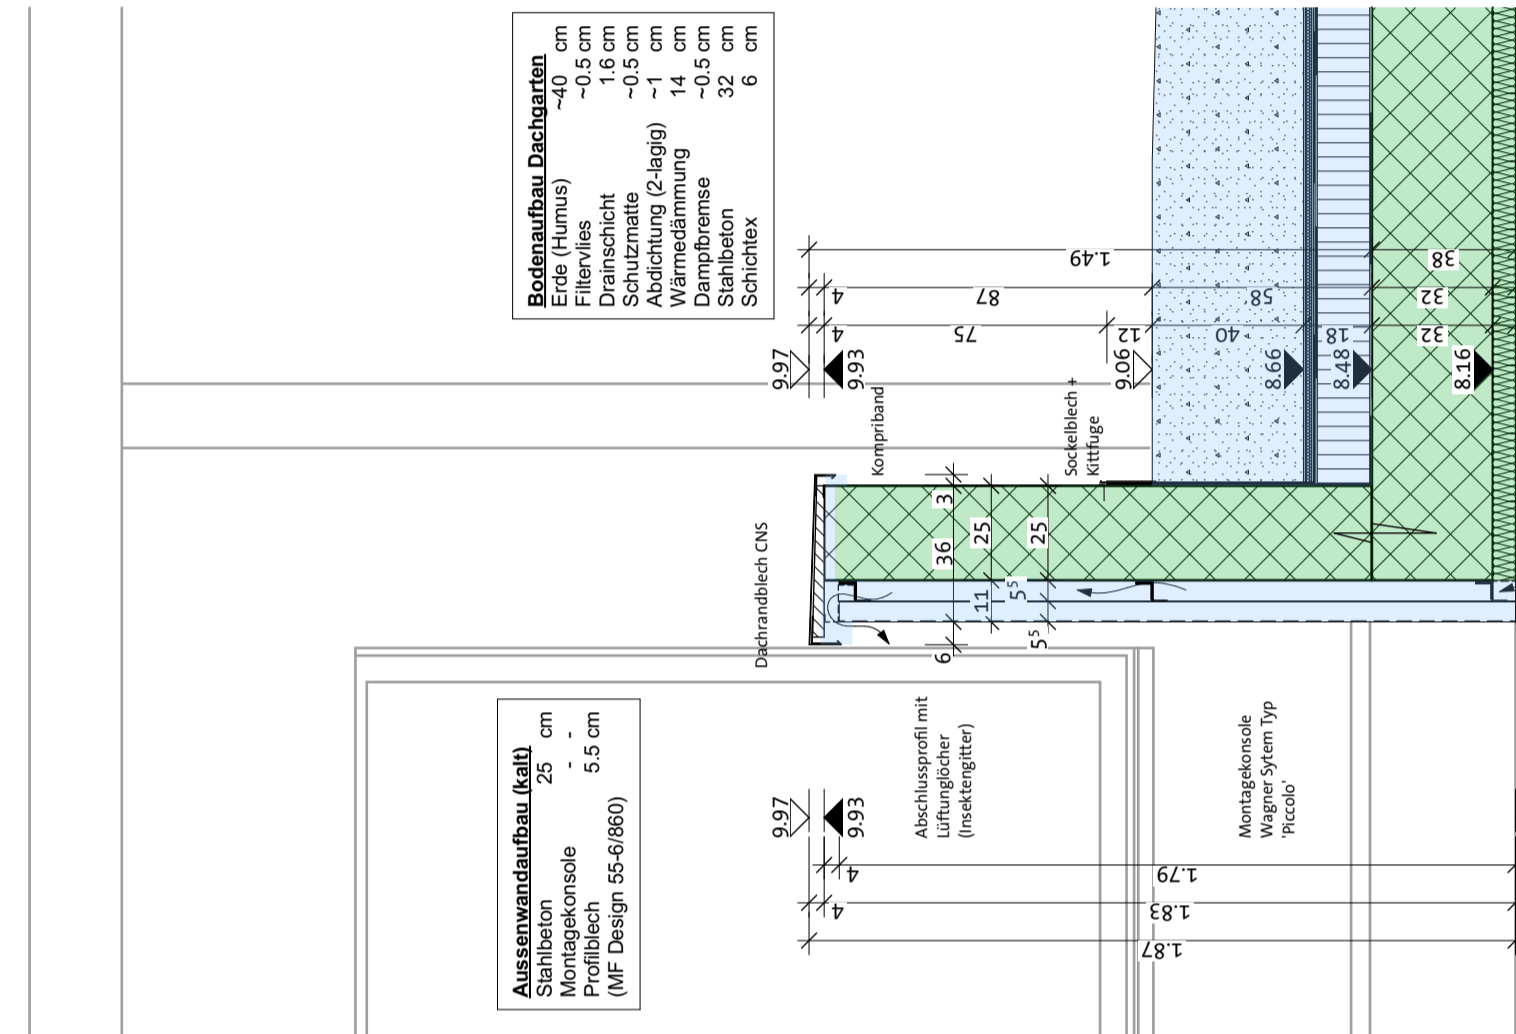 Bodenaufbau Dachgarten
Erde (Humus) ~40 cm
Filtervlies ~0.5 cm
Drainschicht 1.6 cm
Schutzmatte ~0.5 cm
Abdichtung (2-lagig) ~1 cm
Wärmedämmung 14 cm
Dampfbremse ~0.5 cm
Stahlbeton 32 cm
Schichtex 6 cm
Aussenwandaufbau (kalt)
Stahlbeton 25 cm
Montagekonsole - -
Profilblech 5.5 cm
(MF Design 55-6/860)
1.49
38
4
87
58
32
4
75
12
40
18
32
9.97
9.93
9.06
8.66
8.48
8.16
Kompriband
Sockelblech +
Kittfuge
Dachrandblech CNS
3
36
6
25
11
25
5⁵
5⁵
Abschlussprofil mit
Lüftunglöcher
(Insektengitter)
Montagekonsole
Wagner Sytem Typ
'Piccolo'
9.97
9.93
4
1.79
4
1.83
1.87